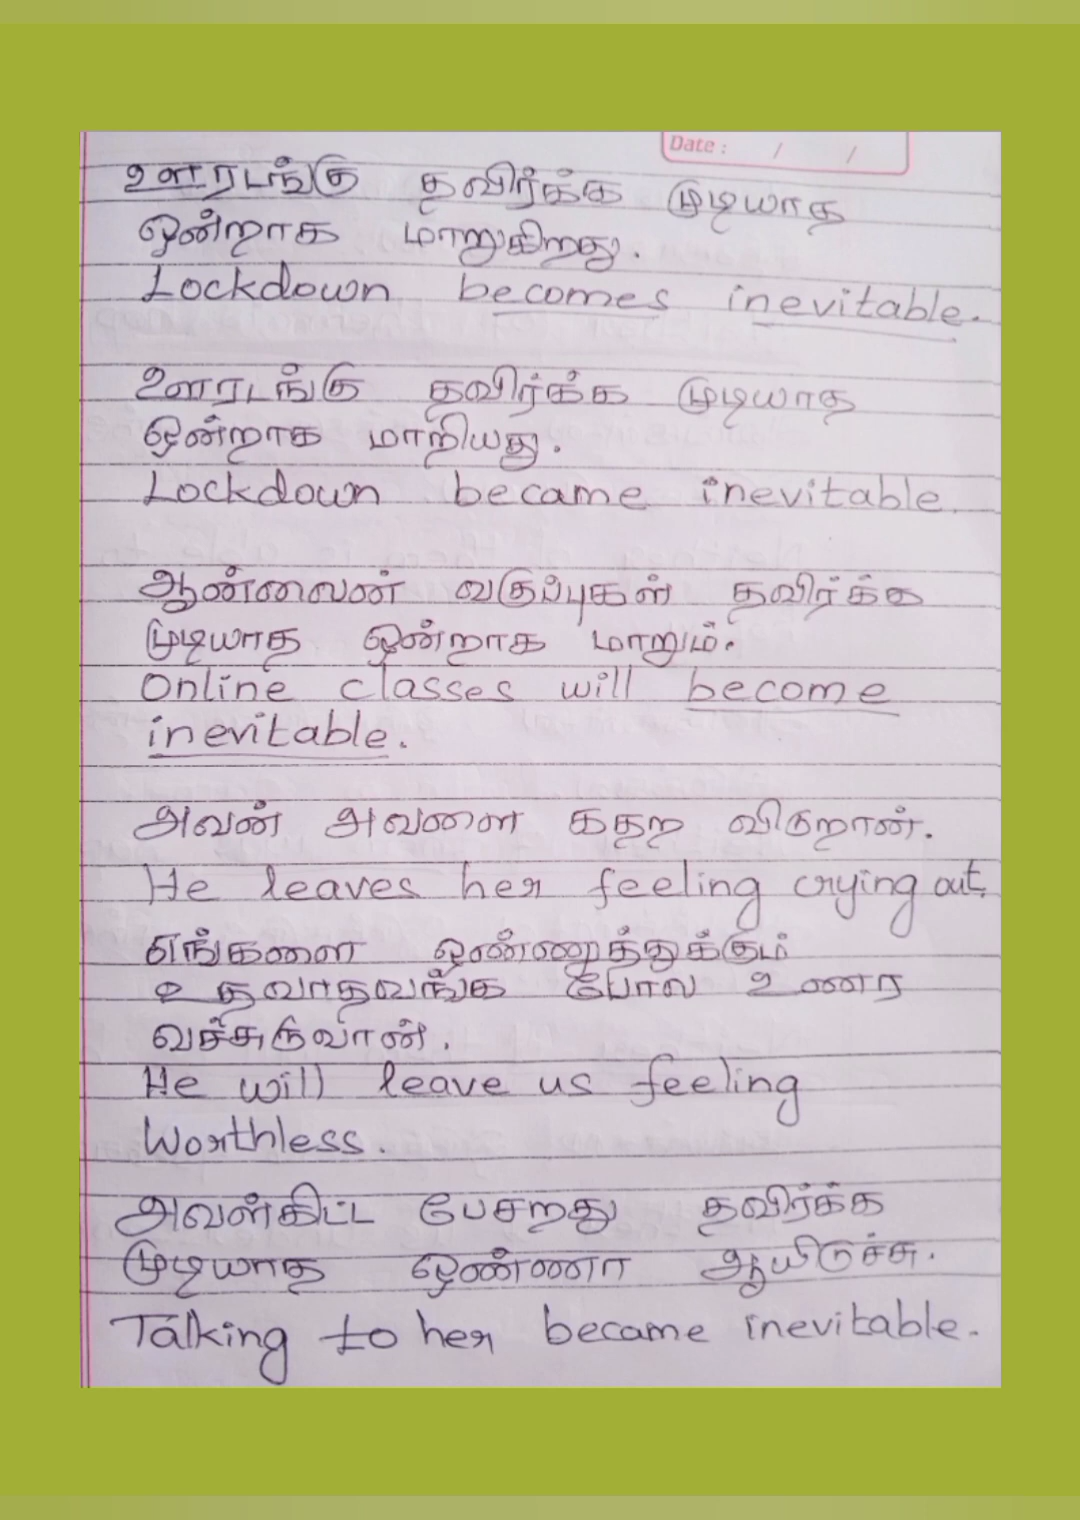 Date : / /
ஊரடங்கு தவிர்க்க முடியாத
ஒன்றாக மாறுகிறது.
Lockdown becomes inevitable.
ஊரடங்கு தவிர்க்க முடியாத
ஒன்றாக மாறியது.
Lockdown became inevitable.
ஆன்லைன் வகுப்புகள் தவிர்க்க
முடியாத ஒன்றாக மாறும்.
Online classes will become
inevitable.
அவன் அவளை கதற விடுறான்.
He leaves her feeling crying out.
எங்களை ஒண்ணுத்துக்கும்
உதவாதவங்க போல உணர
வச்சுருவான்.
He will leave us feeling
Worthless.
அவள்கிட்ட பேசறது தவிர்க்க
முடியாத ஒண்ணா ஆயிடுச்சு.
Talking to her became inevitable.